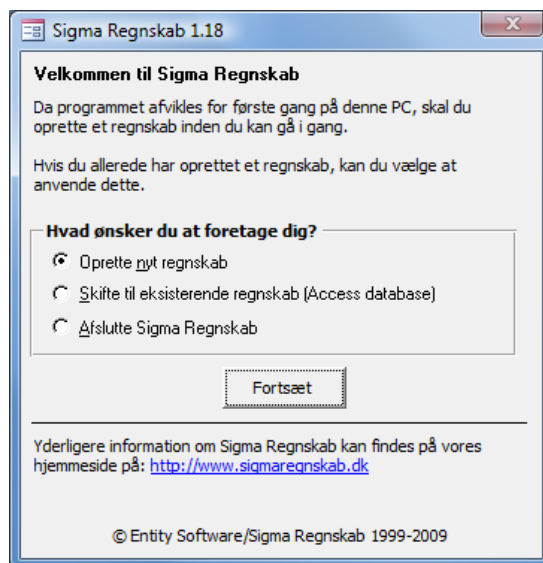 Sigma Regnskab 1.18
Velkommen til Sigma Regnskab
Da programmet afvikles for første gang på denne PC, skal du
oprette et regnskab inden du kan gå i gang.
Hvis du allerede har oprettet et regnskab, kan du vælge at
anvende dette.
Hvad ønsker du at foretage dig?
Oprette nyt regnskab
Skifte til eksisterende regnskab (Access database)
Afslutte Sigma Regnskab
Fortsæt
Yderligere information om Sigma Regnskab kan findes på vores
hjemmeside på: http://www.sigmaregnskab.dk
© Entity Software/Sigma Regnskab 1999-2009